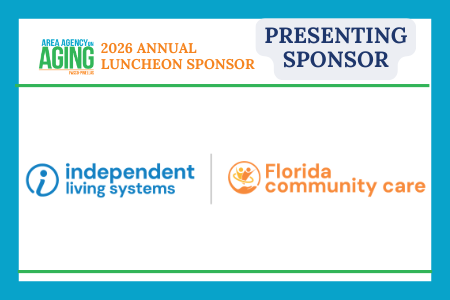 AREA AGENCY on
AGING
2026 ANNUAL
LUNCHEON SPONSOR
PRESENTING
SPONSOR
independent
living systems
Florida
community care